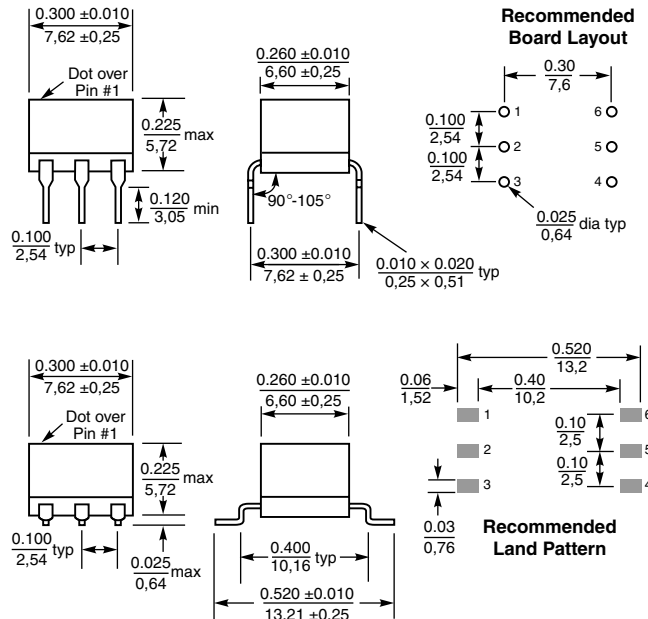 0.300 ±0.010
7,62 ±0,25
Dot over
Pin #1
0.225
5,72
max
0.120
3,05
min
0.100
2,54
typ
0.260 ±0.010
6,60 ±0,25
90°-105°
0.300 ±0.010
7,62 ± 0,25
0.010 × 0.020
0,25 × 0,51
typ
Recommended
Board Layout
0.30
7,6
1
6
0.100
2,54
2
5
0.100
2,54
3
4
0.025
0,64
dia typ
0.300 ±0.010
7,62 ±0,25
Dot over
Pin #1
0.225
5,72
max
0.100
2,54
typ
0.025
0,64
max
0.260 ±0.010
6,60 ±0,25
0.400
10,16
typ
0.520 ±0.010
13,21 ±0,25
0.520
13,2
0.06
1,52
0.40
10,2
1
6
0.10
2,5
2
5
0.10
2,5
3
4
0.03
0,76
Recommended
Land Pattern